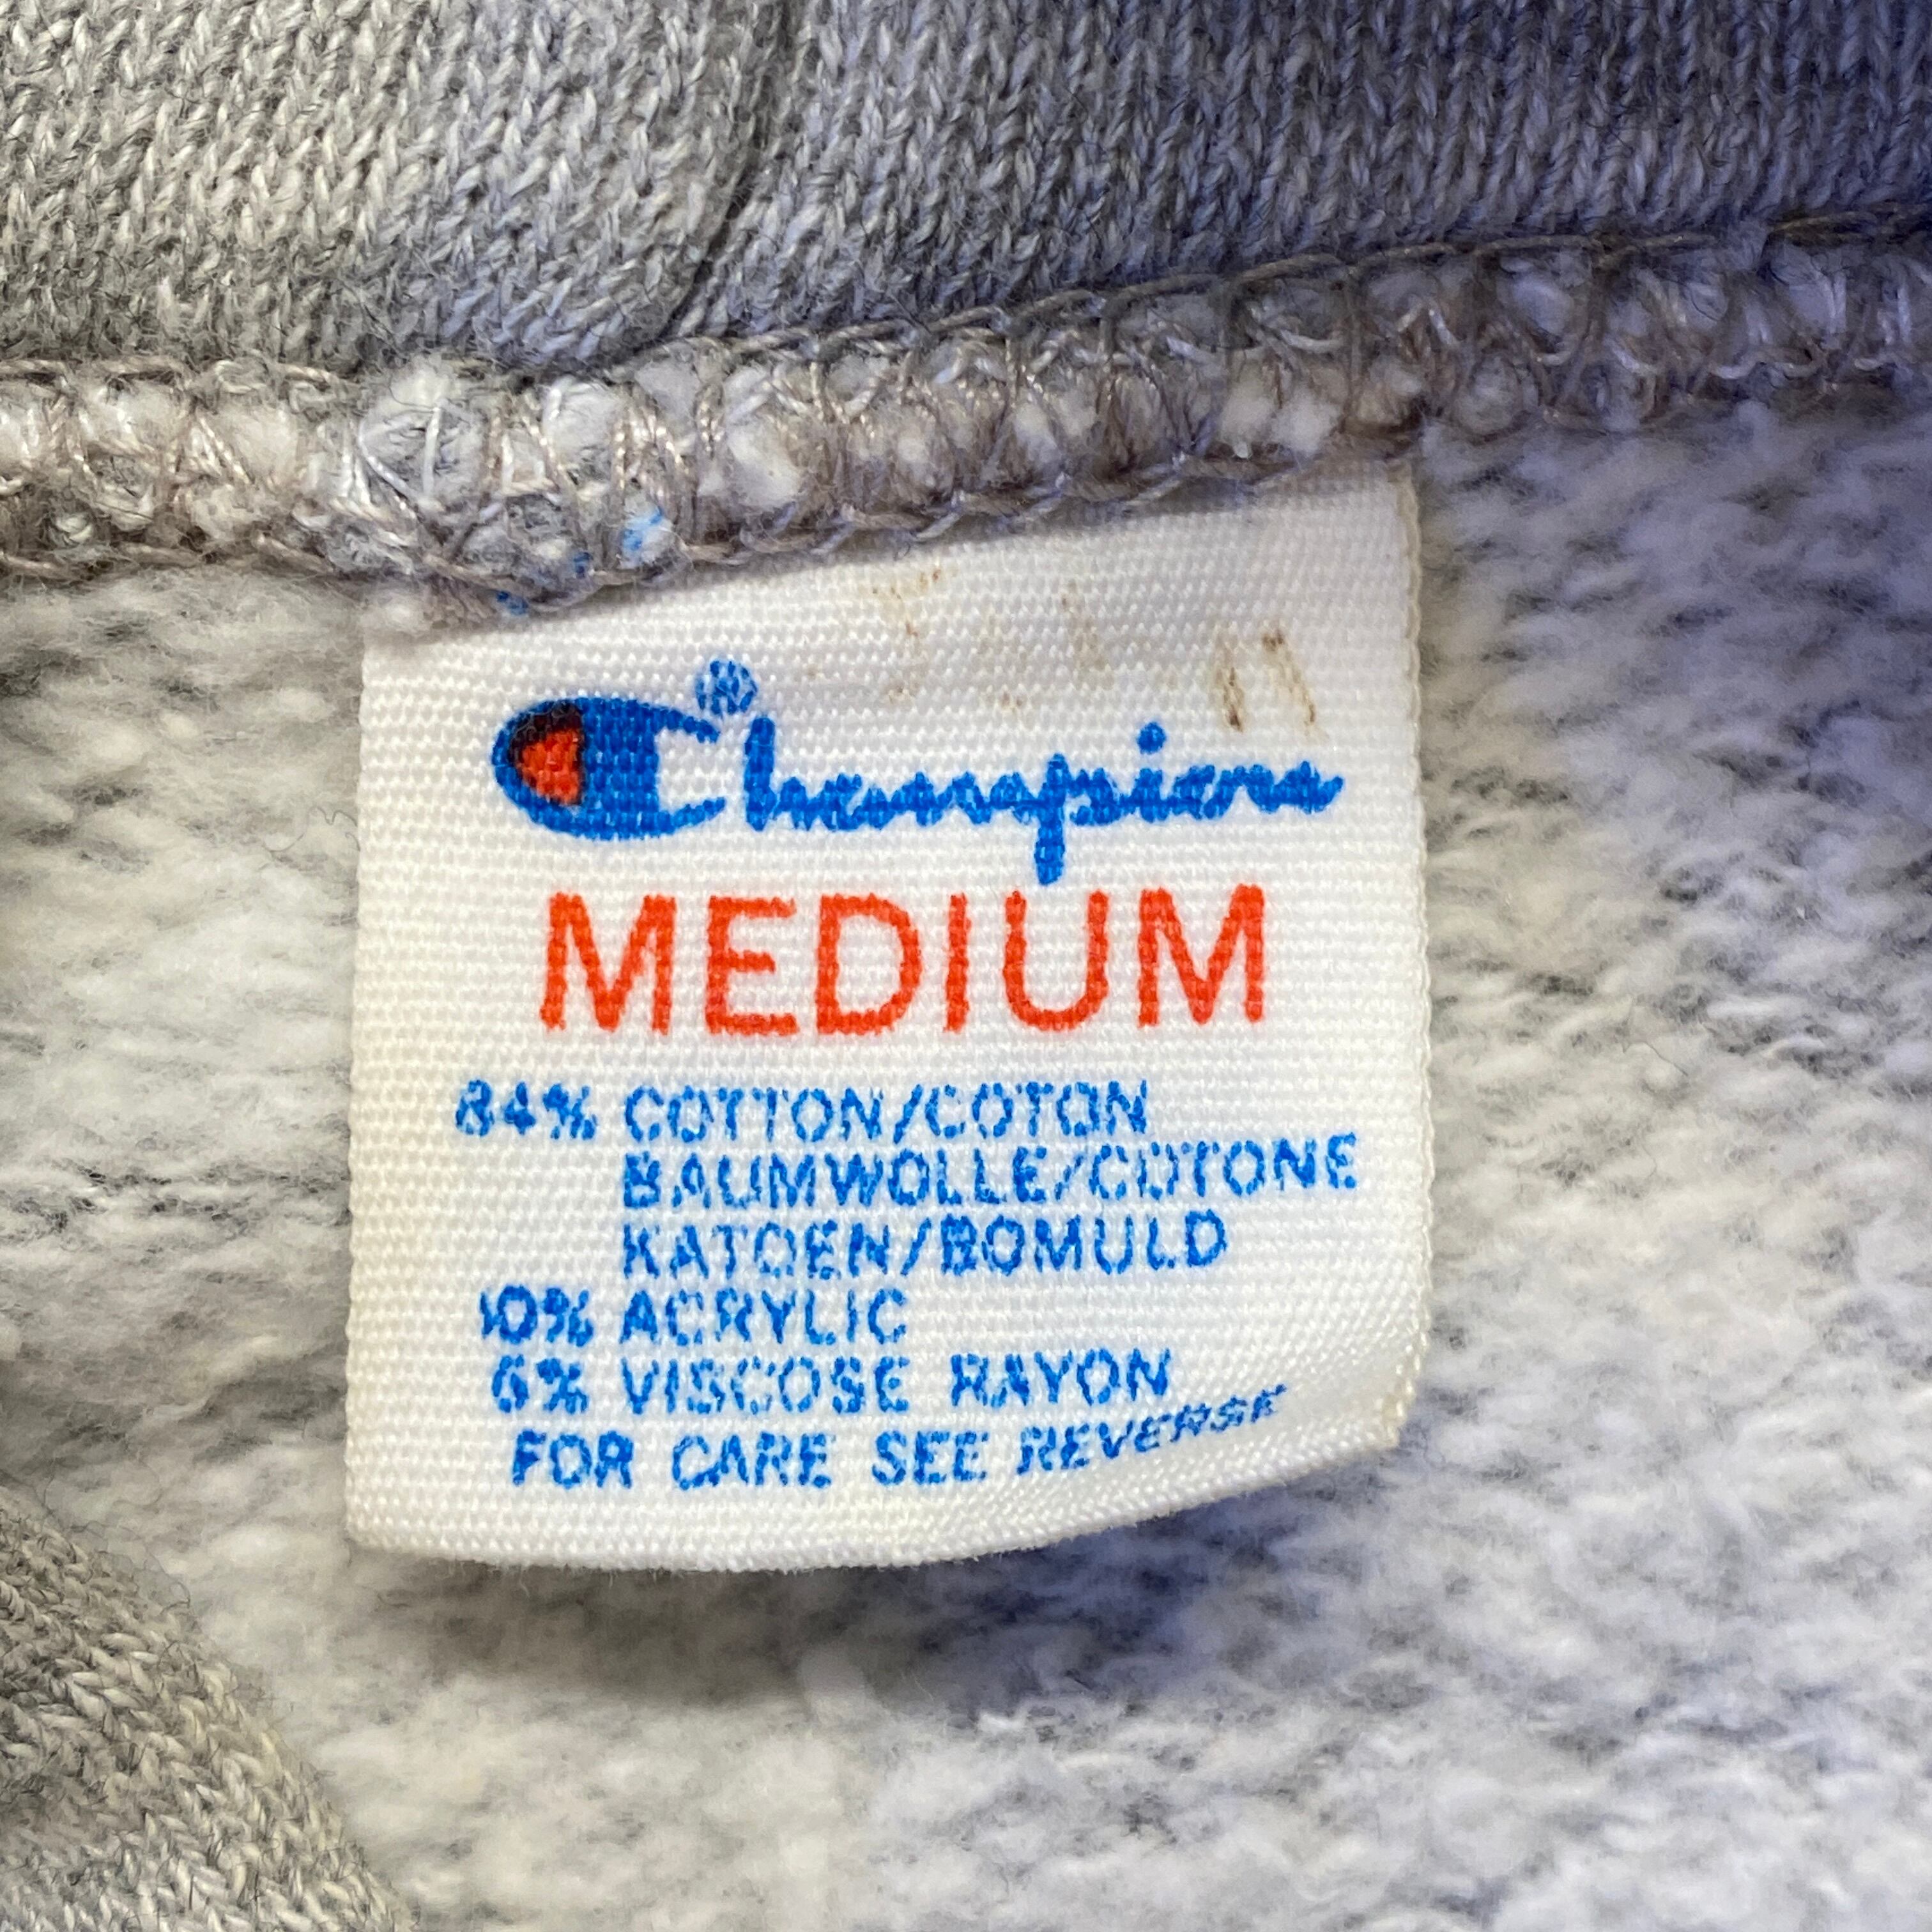 Champion®
MEDIUM
84% COTTON/COTON
BAUMWOLLE/COTONE
KATOEN/BOMULD
10% ACRYLIC
6% VISCOSE RAYON
FOR CARE SEE REVERSE